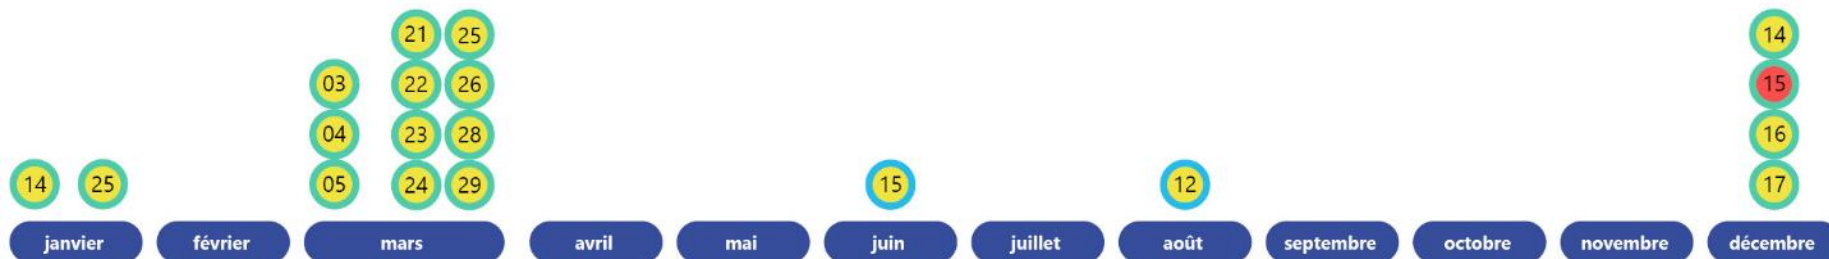 21 25 14
03 22 26 15
04 23 28 16
14 25 05 24 29 15 12 17
janvier février mars avril mai juin juillet août septembre octobre novembre décembre